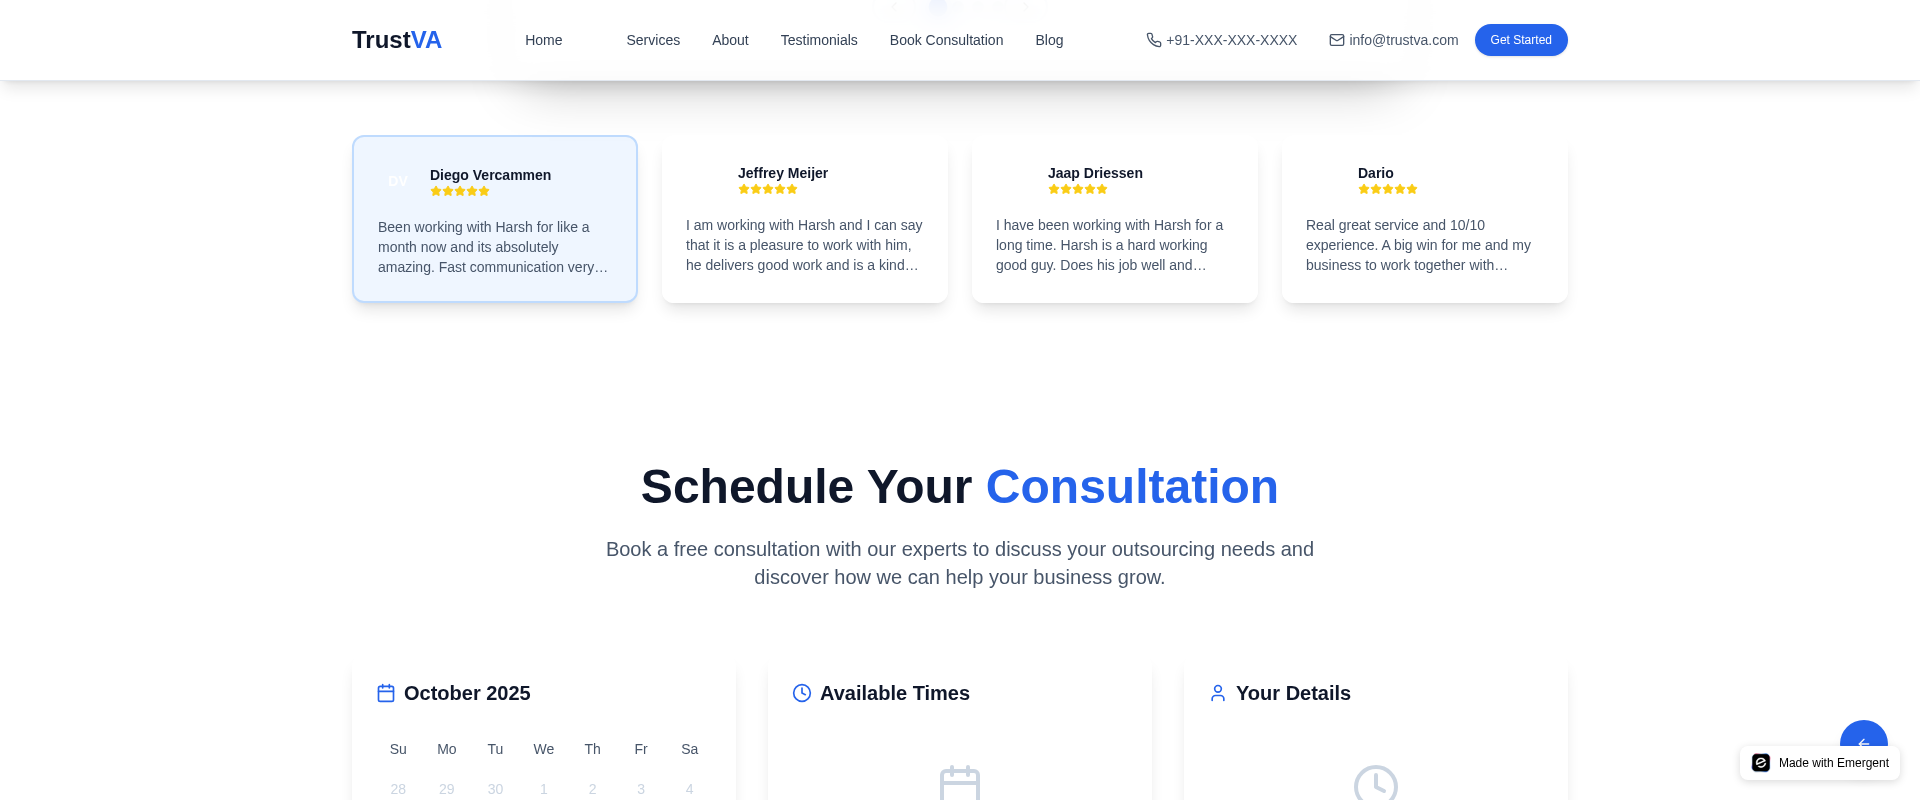 TrustVA
Home
Services
About
Testimonials
Book Consultation
Blog
+91-XXX-XXX-XXXX
info@trustva.com
Get Started
DV
Diego Vercammen
Been working with Harsh for like a
month now and its absolutely
amazing. Fast communication very…
Jeffrey Meijer
I am working with Harsh and I can say
that it is a pleasure to work with him,
he delivers good work and is a kind…
Jaap Driessen
I have been working with Harsh for a
long time. Harsh is a hard working
good guy. Does his job well and…
Dario
Real great service and 10/10
experience. A big win for me and my
business to work together with…
Schedule Your Consultation
Book a free consultation with our experts to discuss your outsourcing needs and
discover how we can help your business grow.
October 2025
Su Mo Tu We Th Fr Sa
28 29 30 1 2 3 4
Available Times
Your Details
Made with Emergent